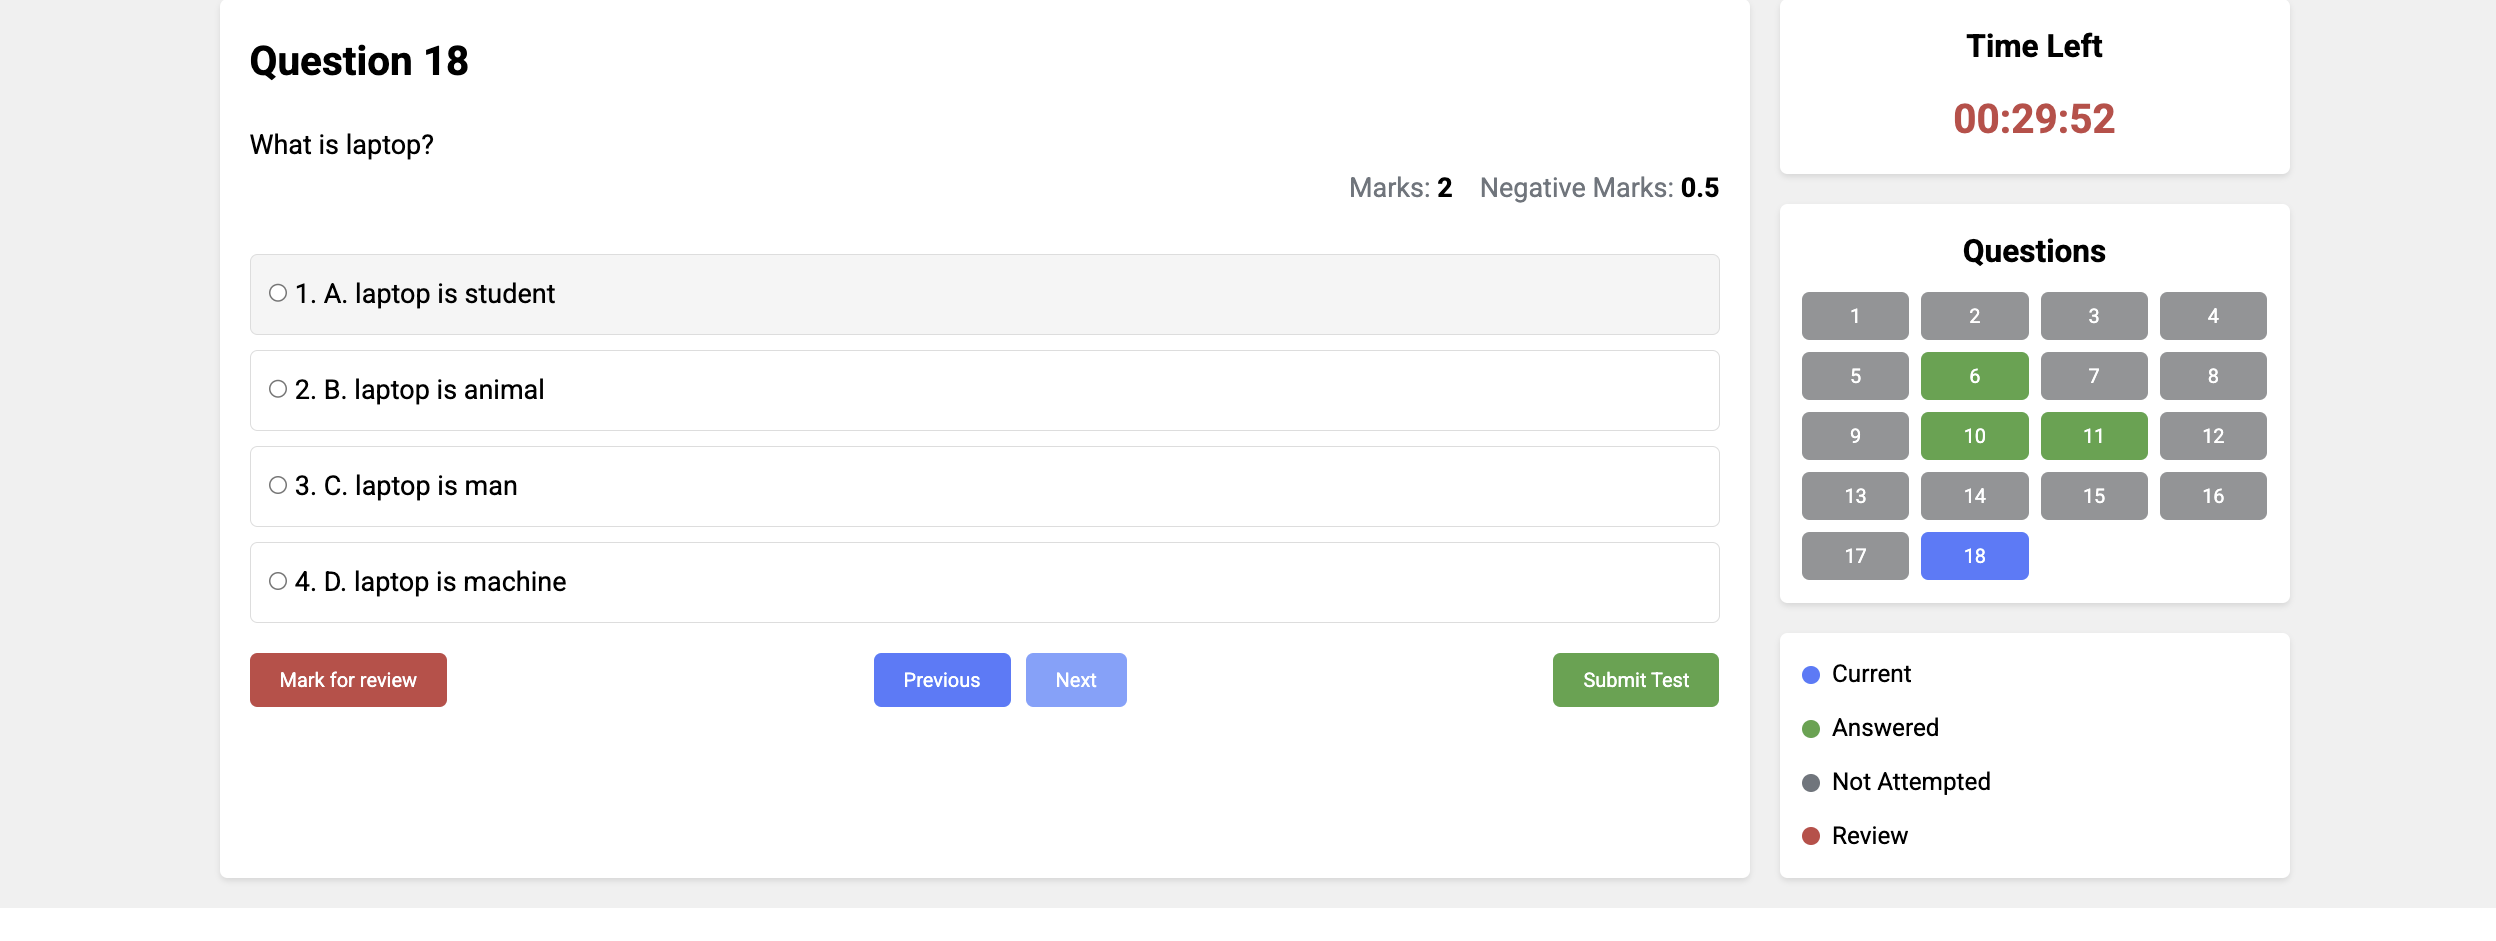 Question 18
What is laptop?
Marks: 2 Negative Marks: 0.5
1. A. laptop is student
2. B. laptop is animal
3. C. laptop is man
4. D. laptop is machine
Mark for review
Previous
Next
Submit Test
Time Left
00:29:52
Questions
1 2 3 4
5 6 7 8
9 10 11 12
13 14 15 16
17 18
Current
Answered
Not Attempted
Review